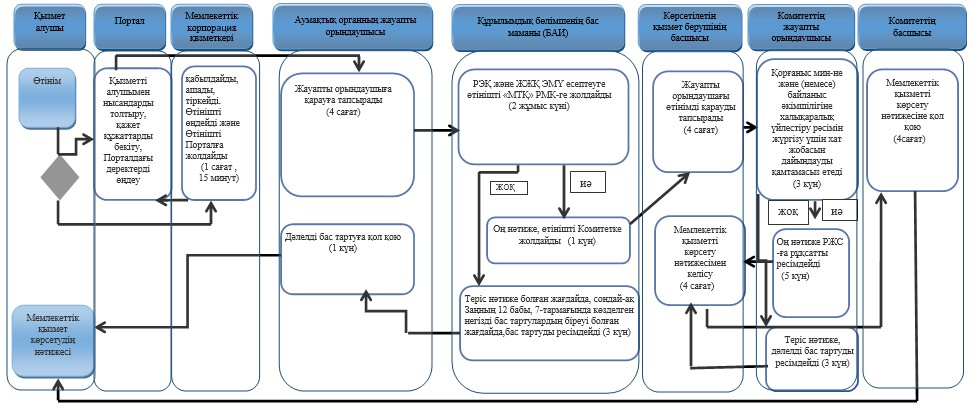 Қызмет
алушы
Портал
Мемлекеттік
корпорация
қызметкері
Аумақтық органның жауапты
орындаушысы
Құрылымдық бөлімшенің бас
маманы (БАИ)
Көрсетілетін
қызмет берушінің
басшысы
Комитеттің
жауапты
орындаушысы
Комитеттің
басшысы
Өтінім
Қызметті
алушымен
нысандарды
толтыру,
қажет
құжаттарды
бекіту,
Порталдағы
деректерді
өңдеу
қабылдайды,
ашады,
тіркейді.
Өтінішті
өңдейді және
Өтінішті
Порталға
жолдайды
(1 сағат ,
15 минут)
Жауапты орындаушыға
қарауға тапсырады
(4 сағат)
РЭҚ және ЖЖҚ ЭМУ есептеуге
өтінішті «МТҚ» РМК-ге жолдайды
(2 жұмыс күні)
Жауапты
орындаушағы
өтінімді қарауды
тапсырады
(4 сағат)
Қорғаныс мин-не
және (немесе)
байланыс
әкімшілігіне
халықаралық
үйлестіру рәсімін
жүргізу үшін хат
жобасын
дайындауды
қамтамасыз етеді
(3 күн)
Мемлекеттік
қызметті
көрсету
нәтижесіне қол
қою
(4сағат)
жоқ
иә
жоқ
иә
Дәлелді бас тартуға қол қою
(1 күн)
Оң нәтиже, өтінішті Комитетке
жолдайды (1 күн)
Мемлекеттік
қызметті
көрсету
нәтижесімен
келісу
(4 сағат)
Оң нәтиже РЖС
-ға рұқсатты
ресімдейді
(5 күн)
Мемлекеттік
қызмет
көрсетудің
нәтижесі
Теріс нәтиже болған жағдайда, сондай-ақ
Заңның 12 бабы, 7-тармағында көзделген
негізді бас тартулардың біреуі болған
жағдайда,бас тартуды ресімдейді (3 күн)
Теріс нәтиже,
дәлелді бас тартуды
ресімдейді (3 күн)